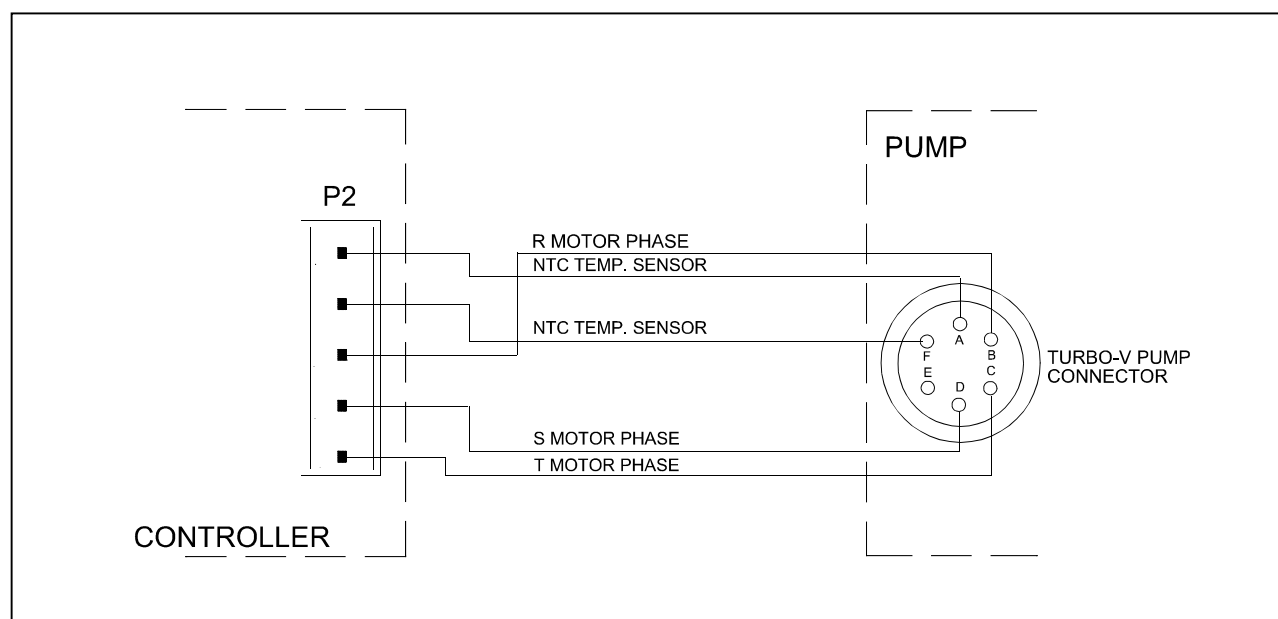 PUMP
P2
R MOTOR PHASE
NTC TEMP. SENSOR
NTC TEMP. SENSOR
A
F
B
E
C
D
TURBO-V PUMP
CONNECTOR
S MOTOR PHASE
T MOTOR PHASE
CONTROLLER